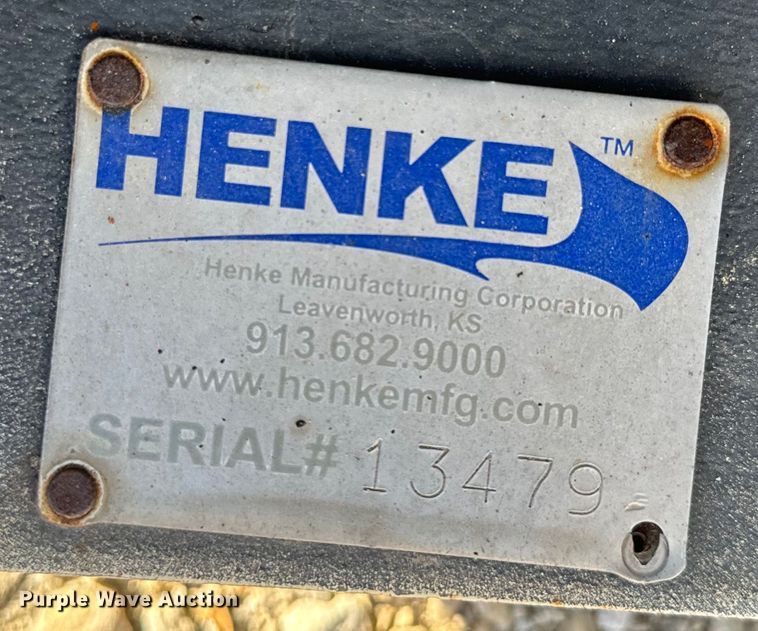 HENKE™
Henke Manufacturing Corporation
Leavenworth, KS
913.682.9000
www.henkemfg.com
SERIAL# 13479
Purple Wave Auction